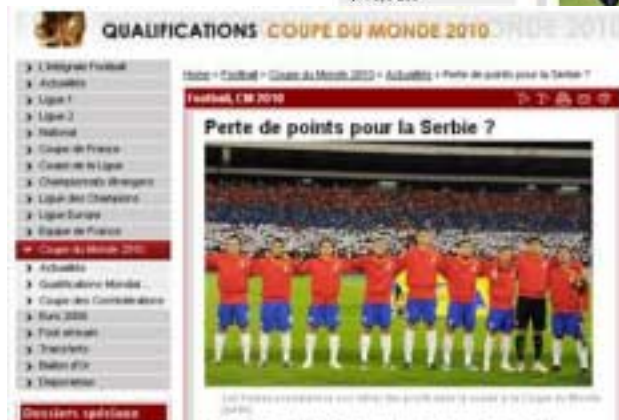 QUALIFICATIONS COUPE DU MONDE 2010
L'intégrale Football
Actualités
Ligue 1
Ligue 2
National
Coupe de France
Coupe de la Ligue
Championnats étrangers
Ligue des Champions
Ligue Europa
Equipe de France
Coupe du Monde 2010
Actualités
Qualifications Mondial...
Coupe des Confédérations
Euro 2008
Foot africain
Transferts
Ballon d'Or
Diaporamas
Dossiers spéciaux
Home > Football > Coupe du Monde 2010 > Actualités > Perte de points pour la Serbie ?
Football, CM 2010
Perte de points pour la Serbie ?